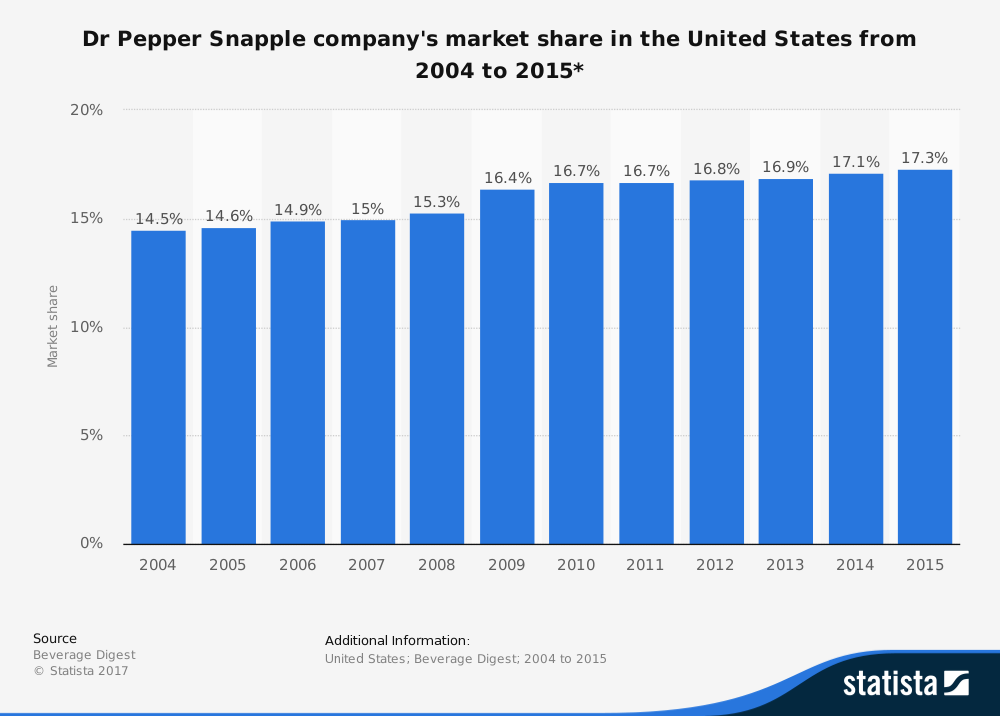 Dr Pepper Snapple company's market share in the United States from
2004 to 2015*
20%
15%
10%
5%
0%
Market share
14.5%
14.6%
14.9%
15%
15.3%
16.4%
16.7%
16.7%
16.8%
16.9%
17.1%
17.3%
2004 2005 2006 2007 2008 2009 2010 2011 2012 2013 2014 2015
Source
Beverage Digest
© Statista 2017
Additional Information:
United States; Beverage Digest; 2004 to 2015
statista